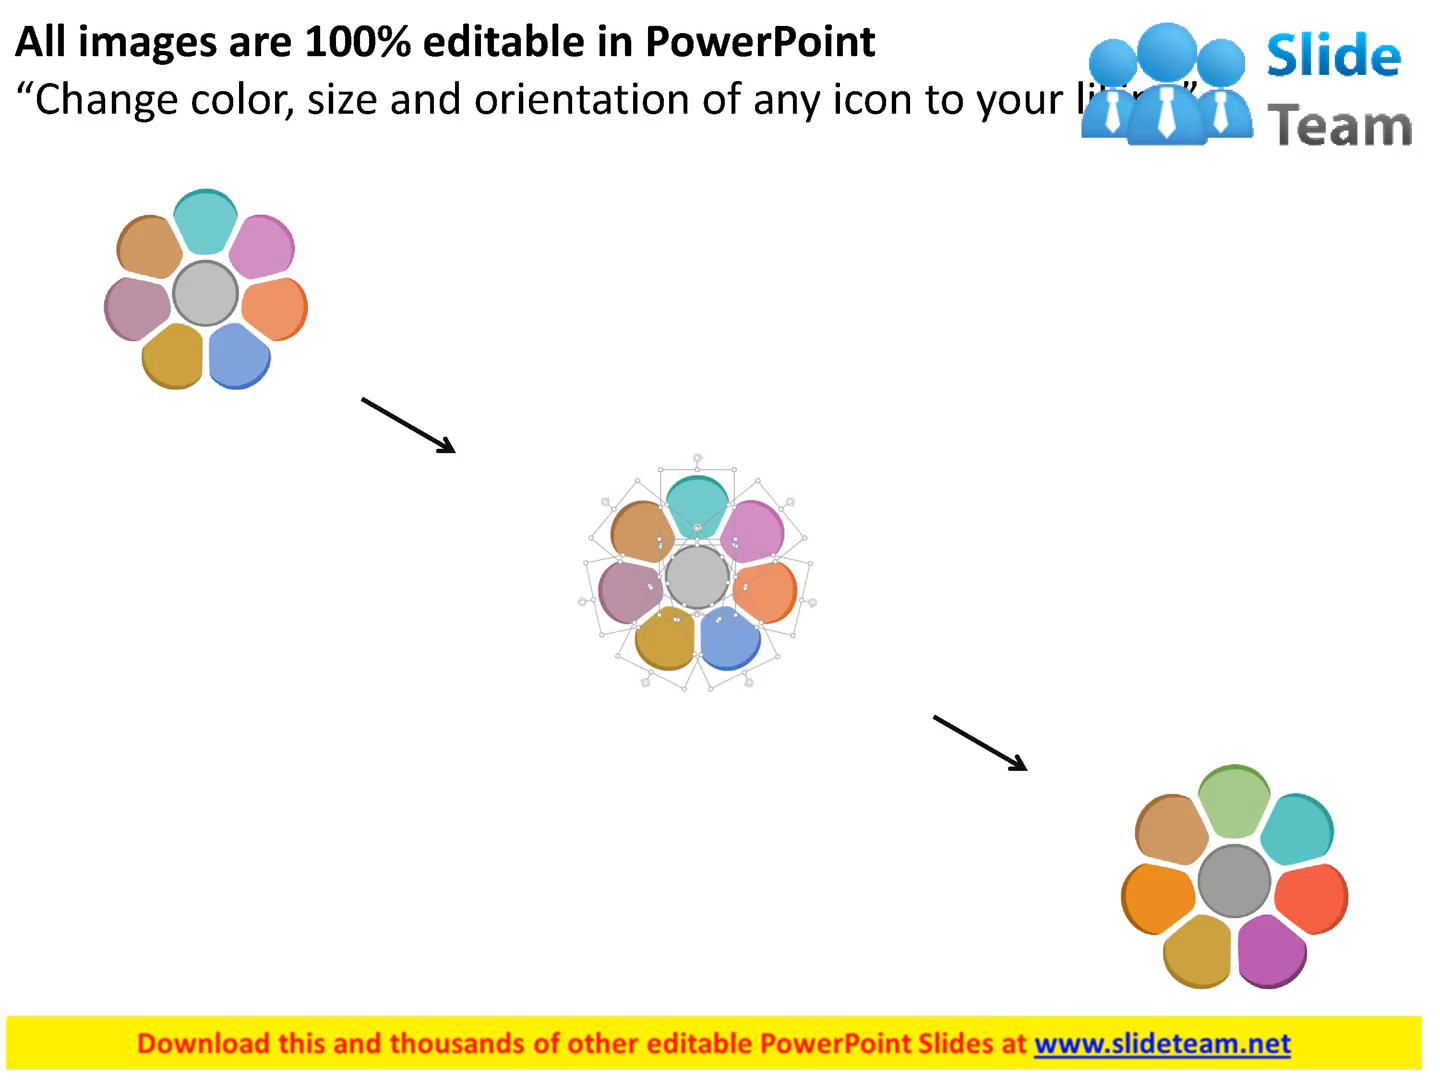 All images are 100% editable in PowerPoint
“Change color, size and orientation of any icon to your
Slide
Team
Download this and thousands of other editable PowerPoint Slides at www.slideteam.net